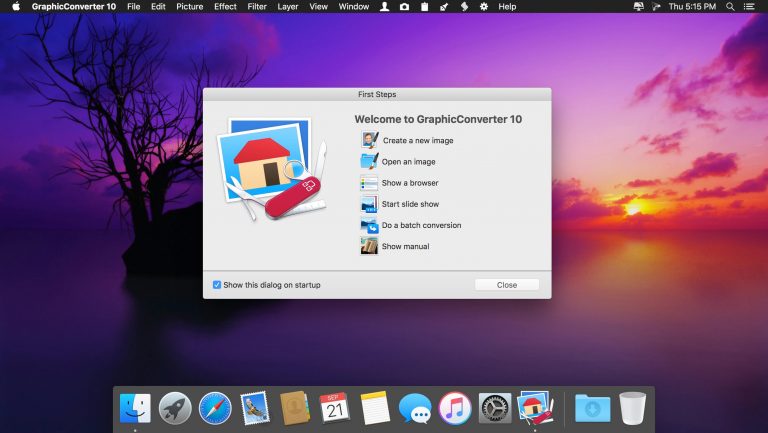 GraphicConverter 10 File Edit Picture Effect Filter Layer View Window Help Thu 5:15 PM
First Steps
Welcome to GraphicConverter 10
Create a new image
Open an image
Show a browser
Start slide show
Do a batch conversion
Show manual
Show this dialog on startup Close
SEP
21